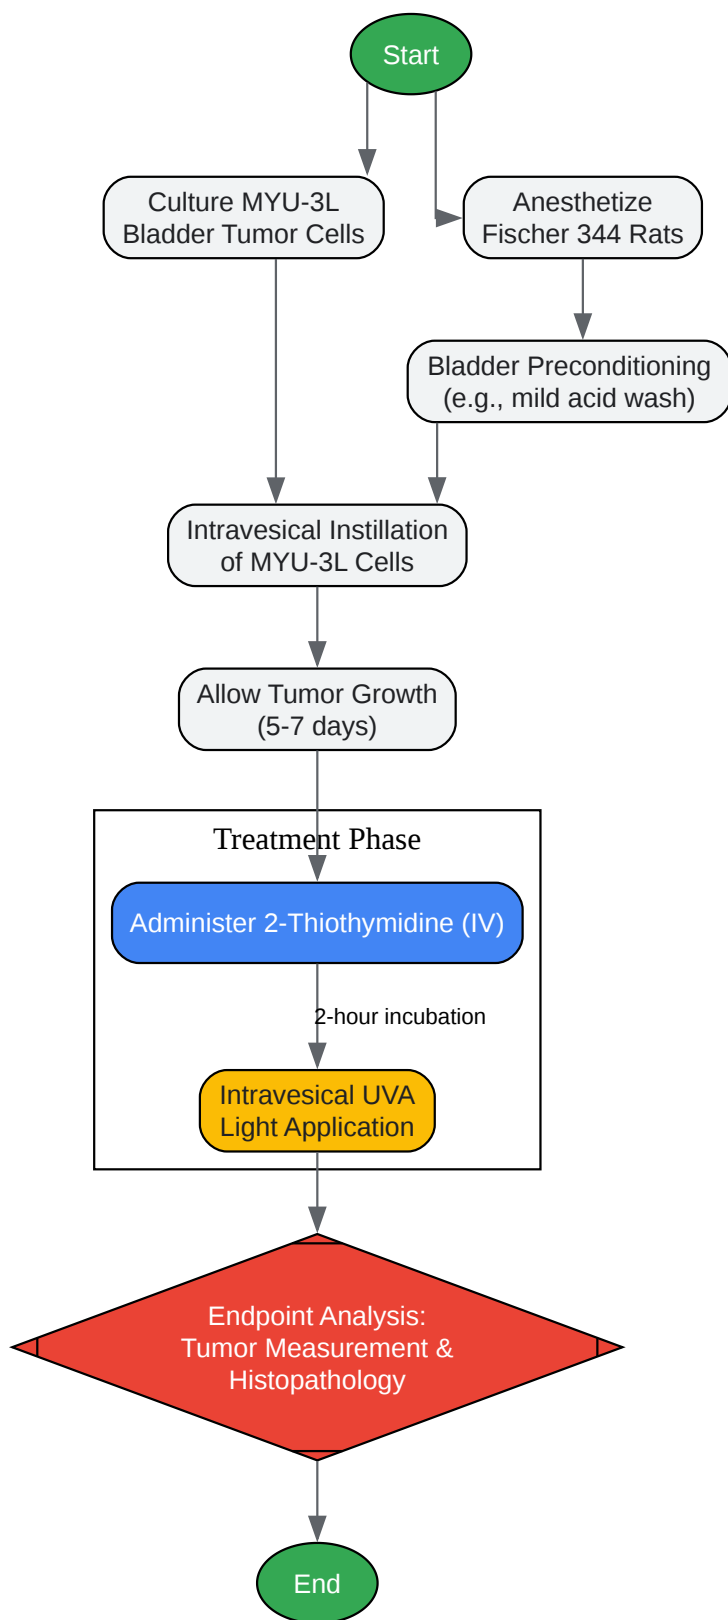 Start
Culture MYU-3L
Bladder Tumor Cells
Anesthetize
Fischer 344 Rats
Bladder Preconditioning
(e.g., mild acid wash)
Intravesical Instillation
of MYU-3L Cells
Allow Tumor Growth
(5-7 days)
Treatment Phase
Administer 2-Thiothymidine (IV)
2-hour incubation
Intravesical UVA
Light Application
Endpoint Analysis:
Tumor Measurement &
Histopathology
End